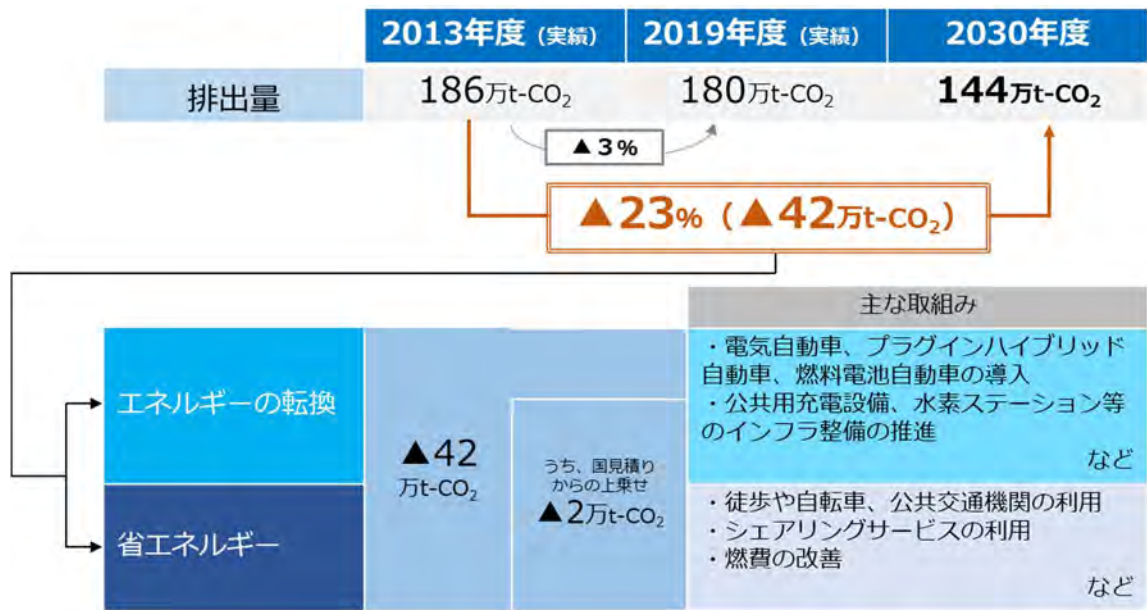 2013年度（実績） 2019年度（実績） 2030年度
排出量 186万t-CO₂ 180万t-CO₂ 144万t-CO₂
▲3%
▲23%（▲42万t-CO₂）
主な取組み
エネルギーの転換
▲42
万t-CO₂
うち、国見積り
からの上乗せ
▲2万t-CO₂
・電気自動車、プラグインハイブリッド
自動車、燃料電池自動車の導入
・公共用充電設備、水素ステーション等
のインフラ整備の推進
など
省エネルギー
・徒歩や自転車、公共交通機関の利用
・シェアリングサービスの利用
・燃費の改善
など